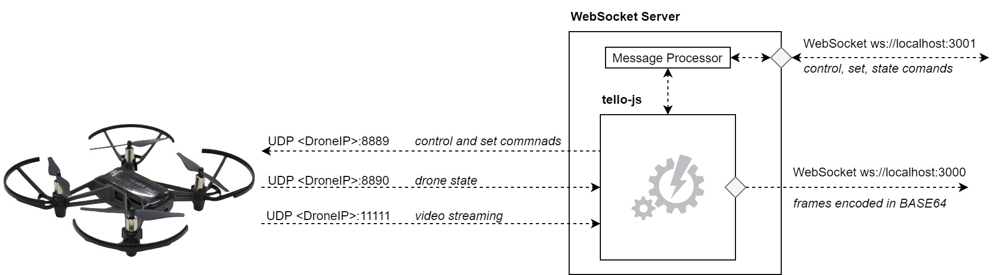 WebSocket Server
WebSocket ws://localhost:3001
Message Processor
control, set, state comands
tello-js
UDP <DroneIP>:8889 control and set commnads
UDP <DroneIP>:8890 drone state
WebSocket ws://localhost:3000
frames encoded in BASE64
UDP <DroneIP>:11111 video streaming